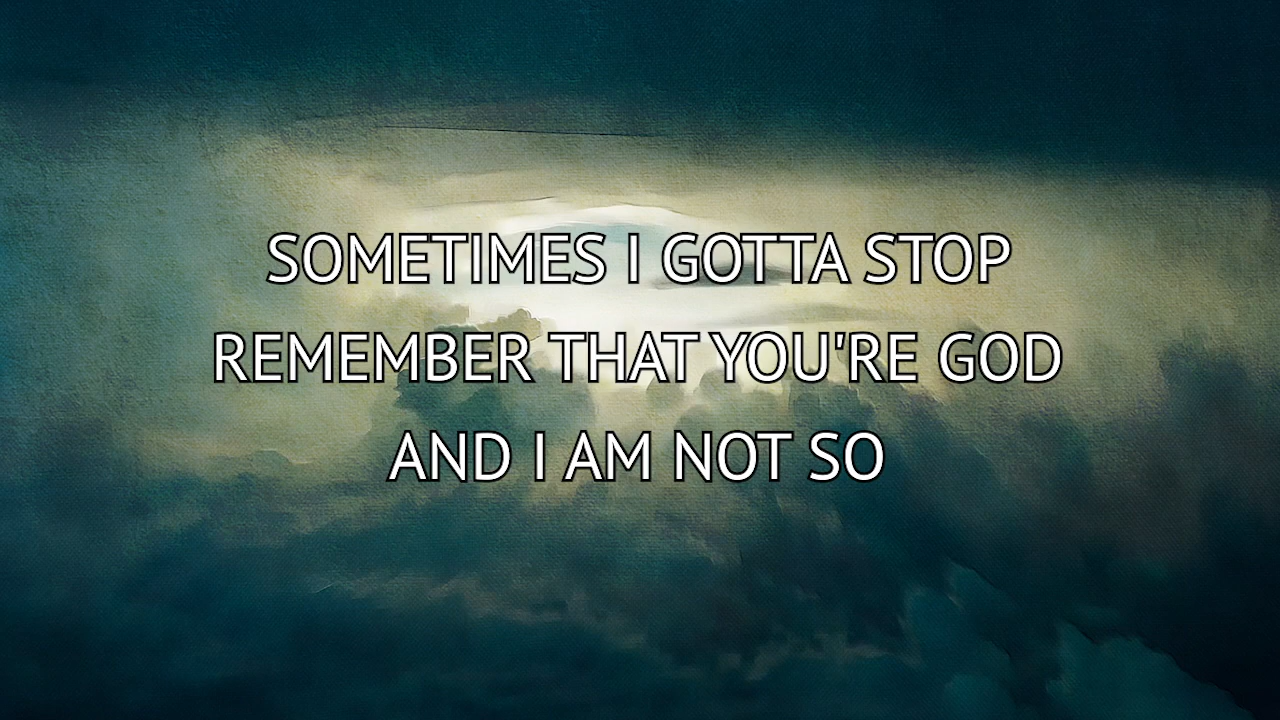 SOMETIMES I GOTTA STOP
REMEMBER THAT YOU'RE GOD
AND I AM NOT SO